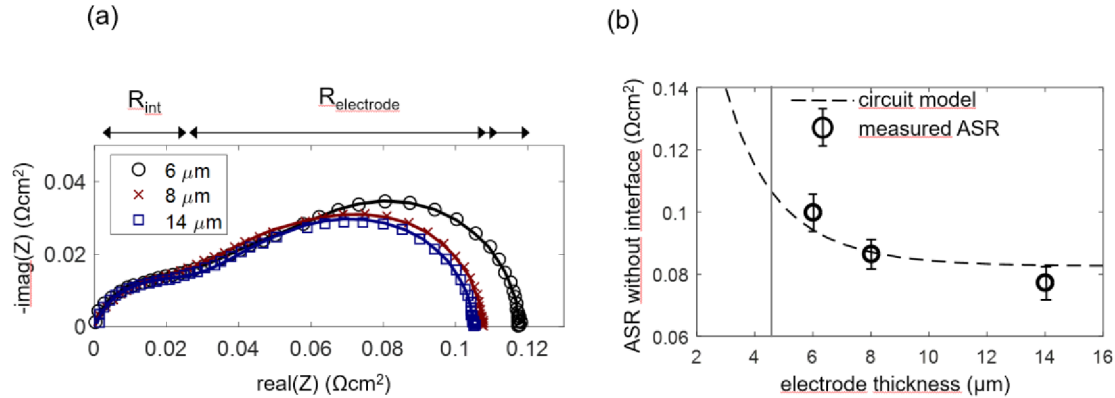 (a)
R_int
R_electrode
-imag(Z) (Ωcm²)
0.04
0.02
0
6 μm
8 μm
14 μm
0
0.02
0.04
0.06
0.08
0.1
0.12
real(Z) (Ωcm²)
(b)
ASR without interface (Ωcm²)
0.14
0.12
0.1
0.08
0.06
circuit model
measured ASR
2
4
6
8
10
12
14
16
electrode thickness (μm)